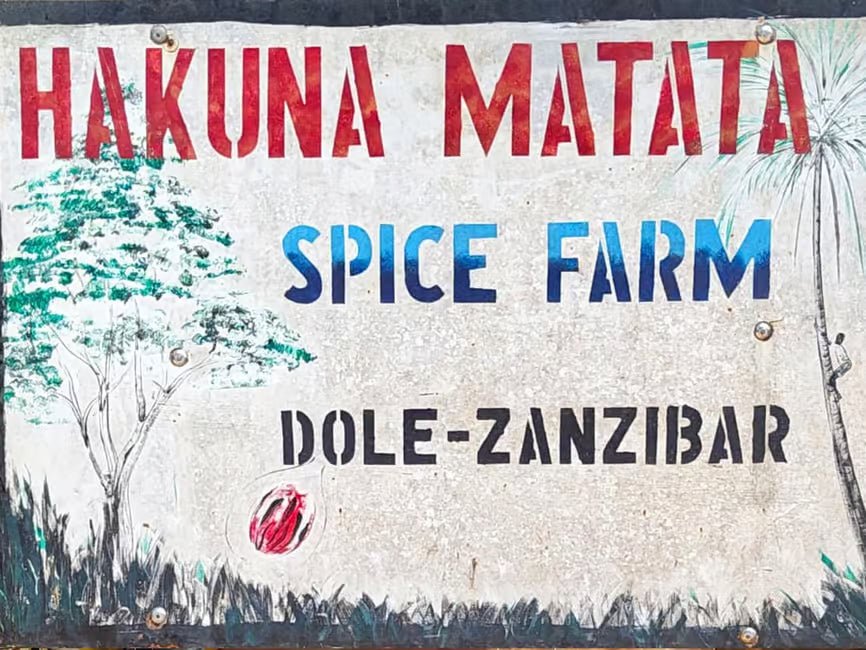 HAKUNA MATATA
SPICE FARM
DOLE-ZANZIBAR